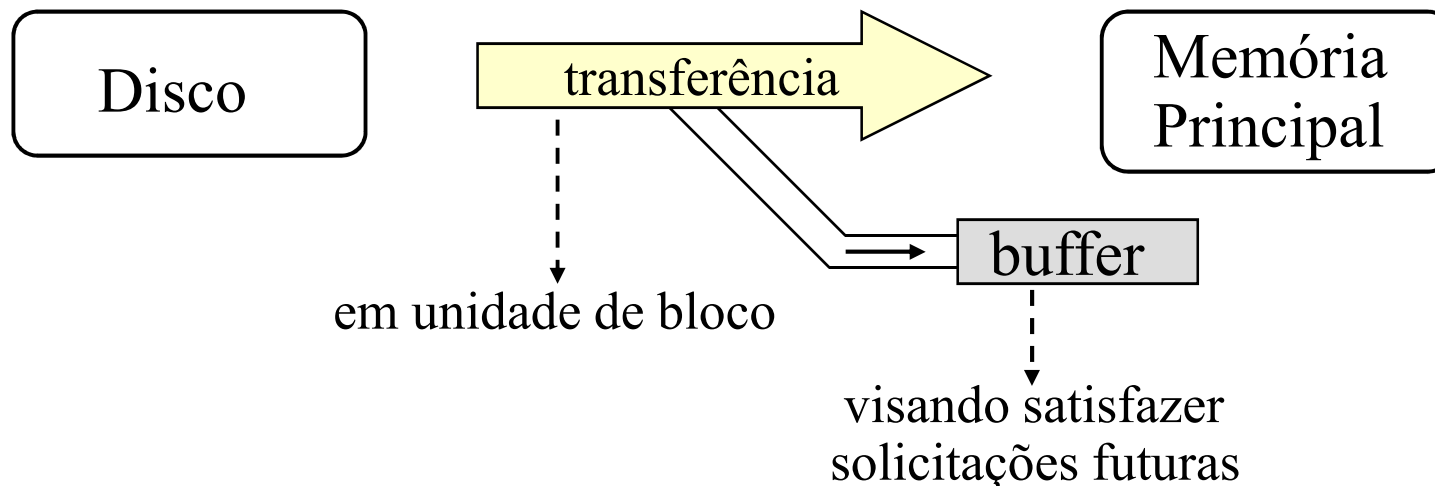 Disco
transferência
Memória
Principal
buffer
em unidade de bloco
visando satisfazer
solicitações futuras